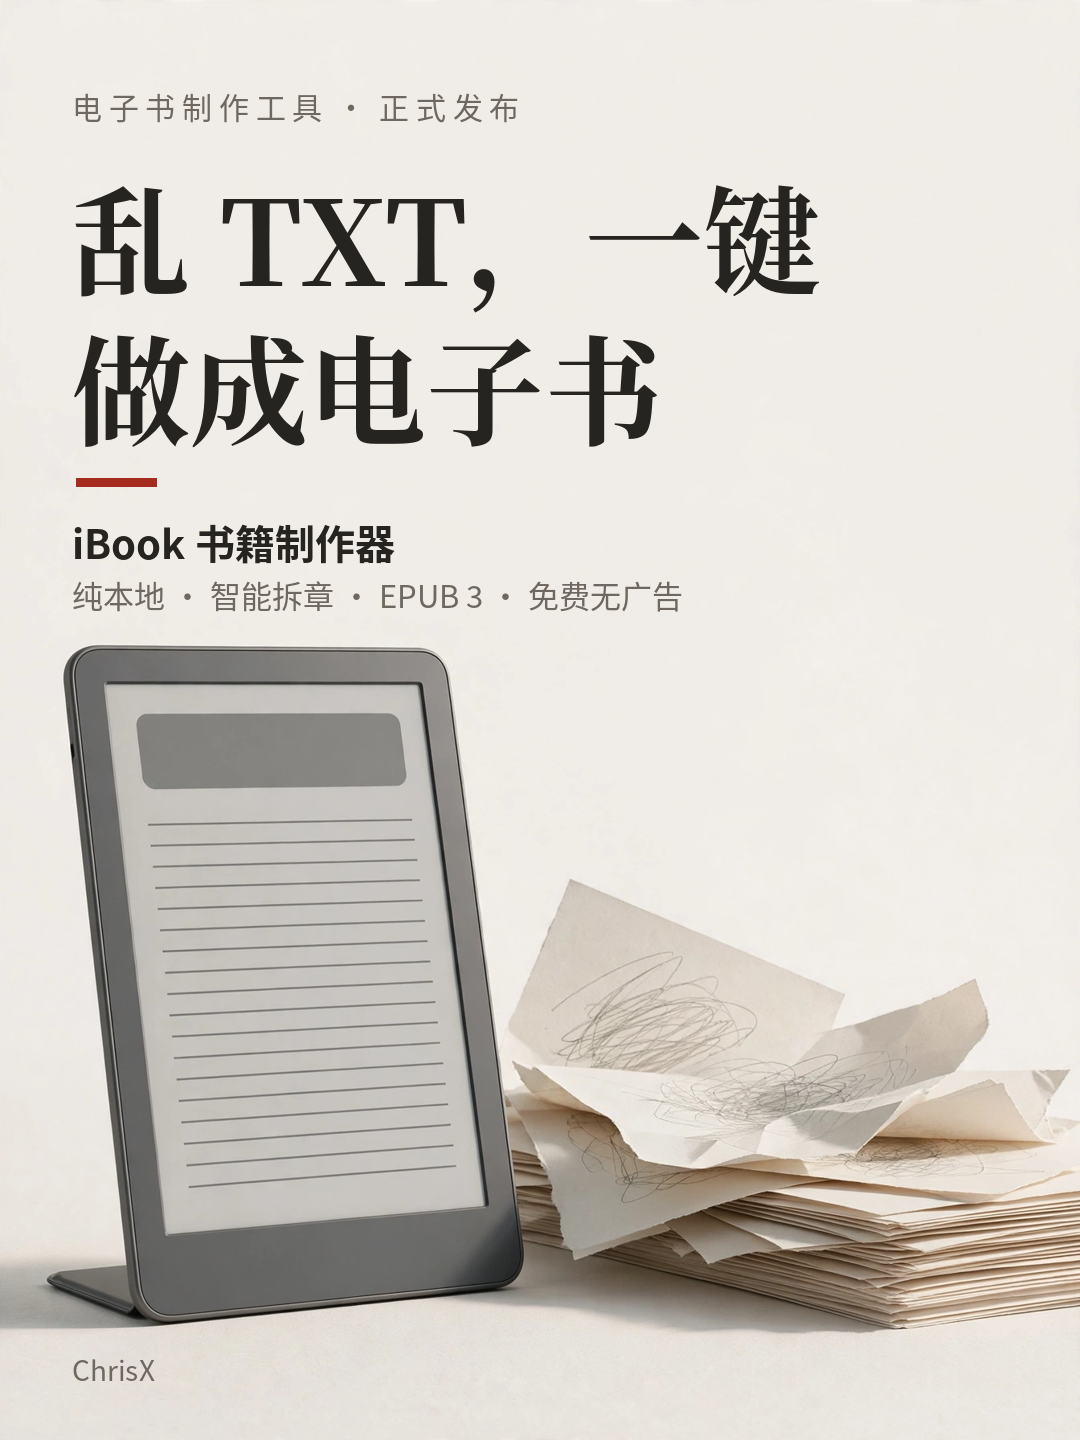 电子书制作工具 · 正式发布
乱 TXT，一键
做成电子书
iBook 书籍制作器
纯本地 · 智能拆章 · EPUB 3 · 免费无广告
ChrisX